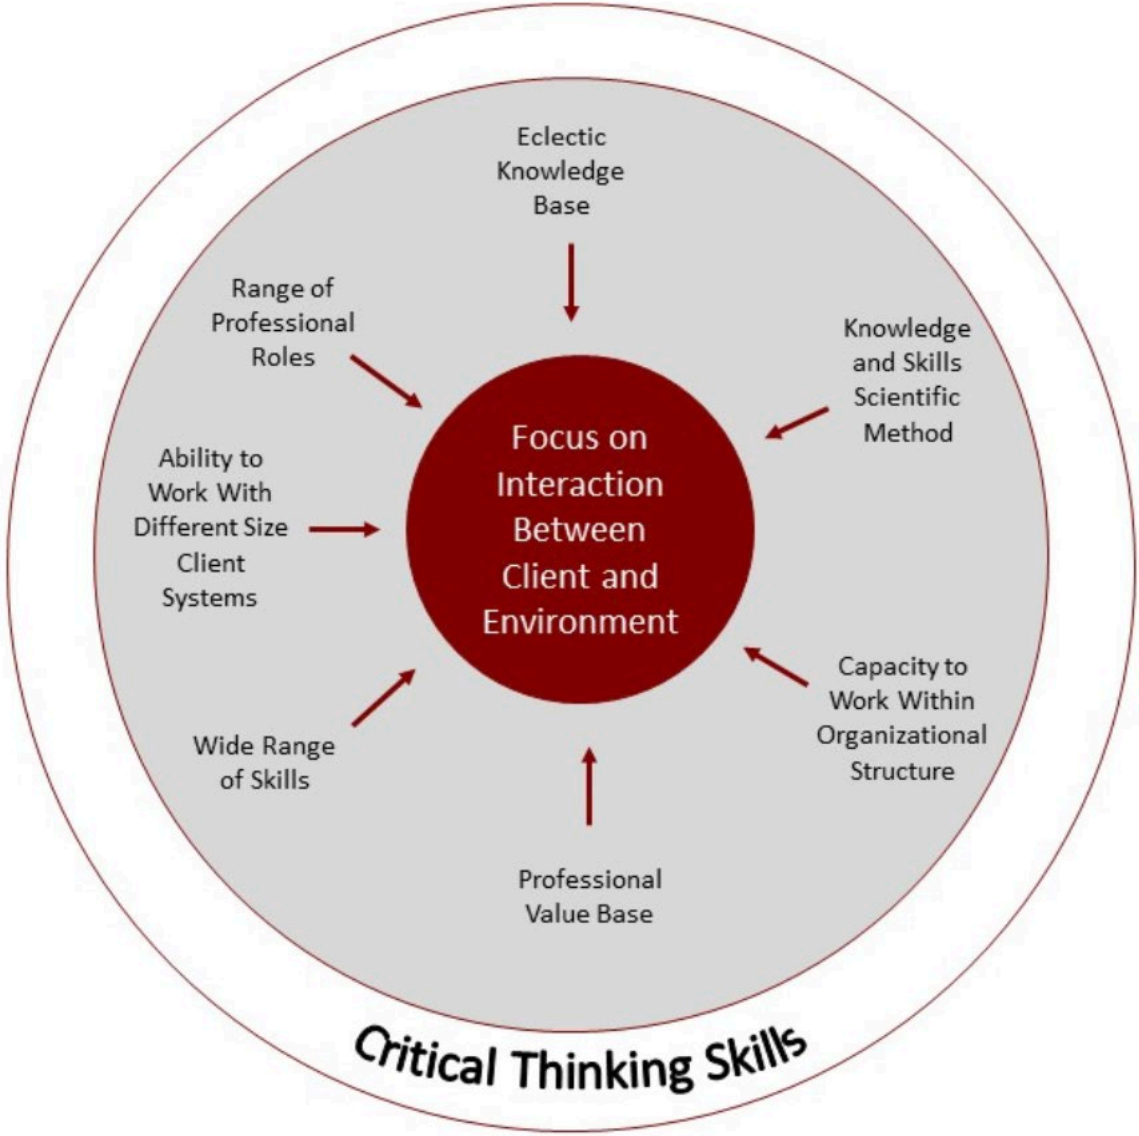 Eclectic
Knowledge
Base
Range of
Professional
Roles
Knowledge
and Skills
Scientific
Method
Ability to
Work With
Different Size
Client
Systems
Focus on
Interaction
Between
Client and
Environment
Capacity to
Work Within
Organizational
Structure
Wide Range
of Skills
Professional
Value Base
Critical Thinking Skills